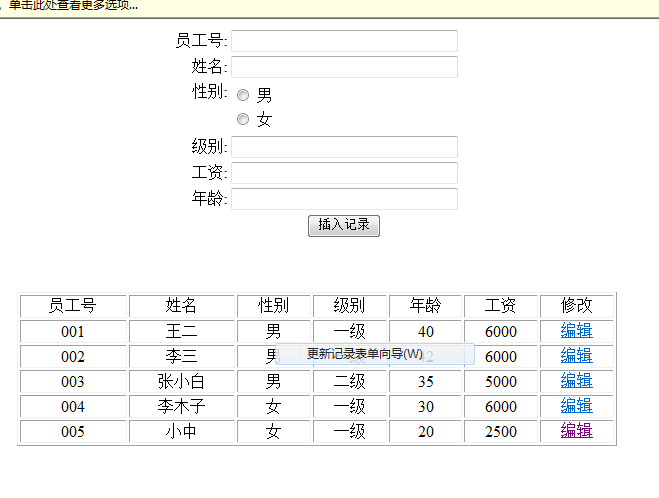 单击此处查看更多选项...
员工号:
姓名:
性别: 男
女
级别:
工资:
年龄:
插入记录
员工号 姓名 性别 级别 年龄 工资 修改
001 王二 男 一级 40 6000 编辑
002 李三 男 更新记录表单向导(W) 42 6000 编辑
003 张小白 男 二级 35 5000 编辑
004 李木子 女 一级 30 6000 编辑
005 小中 女 一级 20 2500 编辑